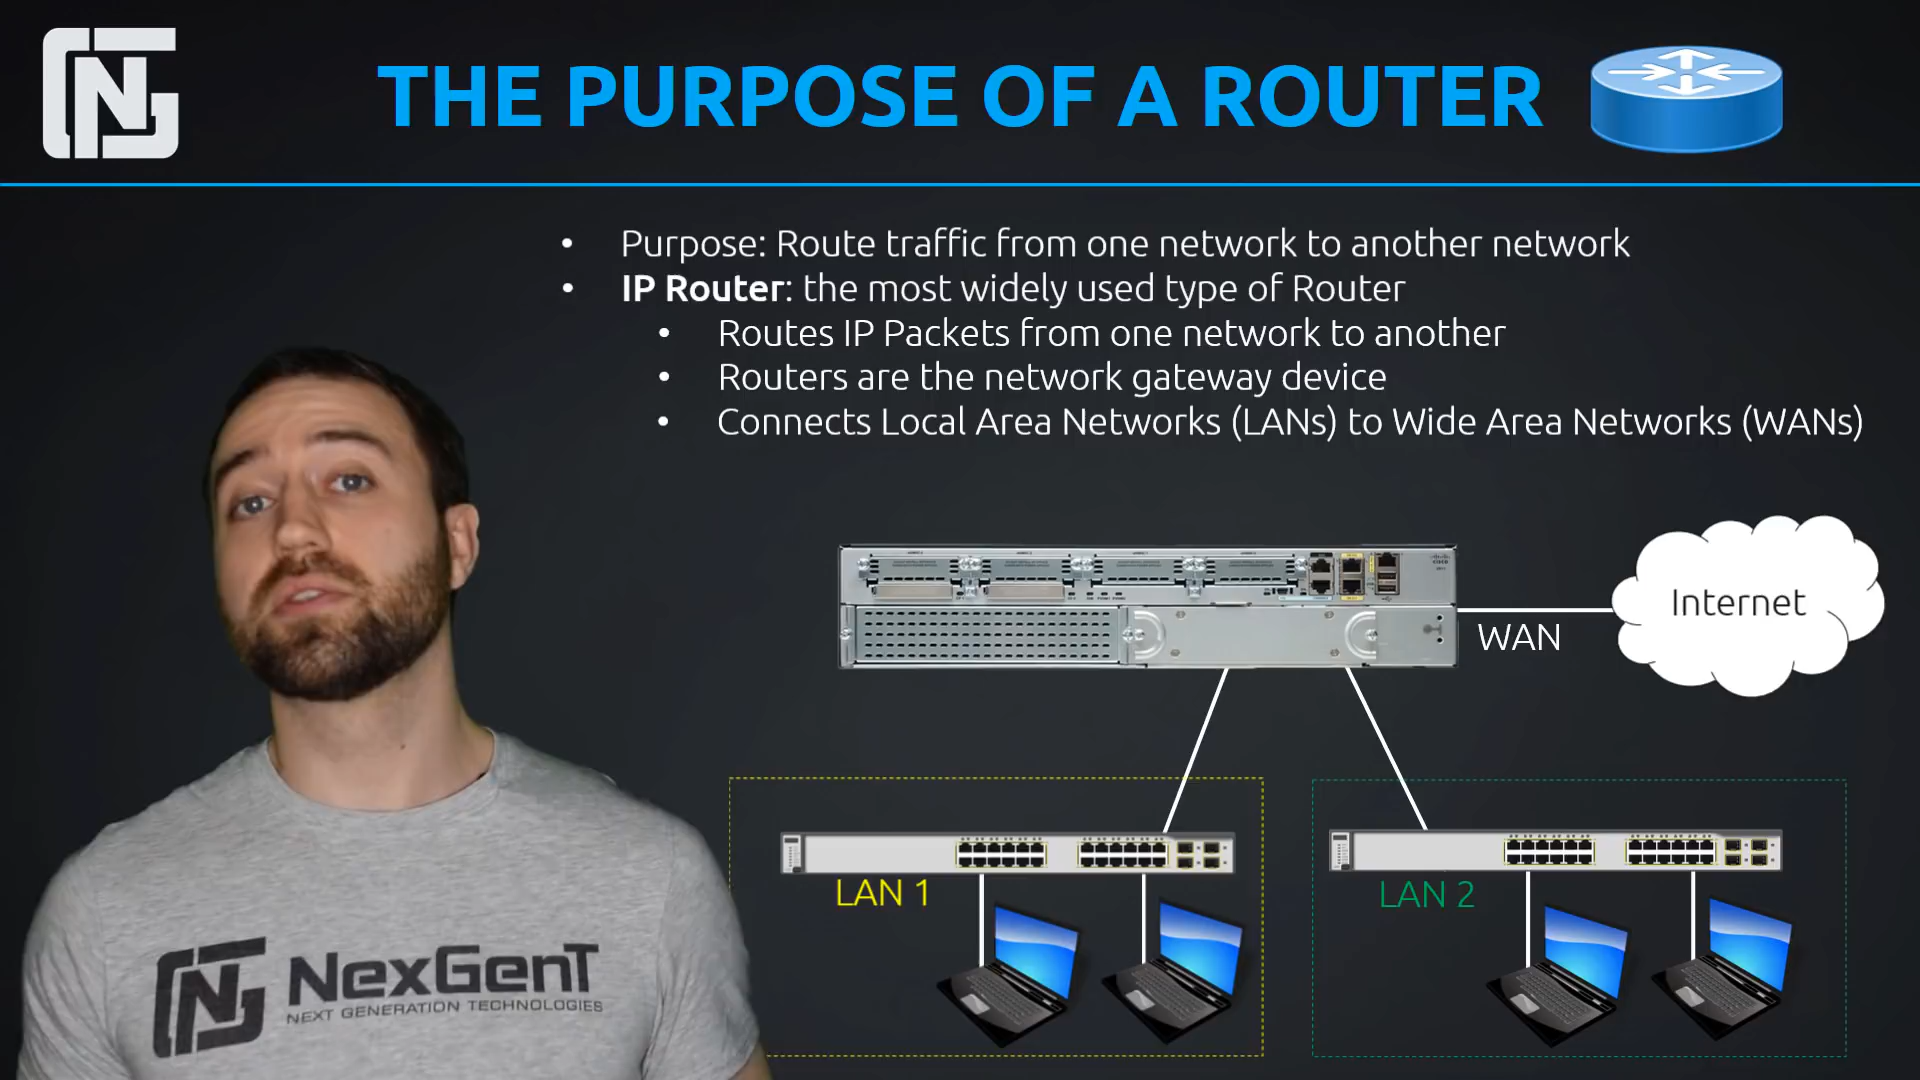 THE PURPOSE OF A ROUTER
• Purpose: Route traffic from one network to another network
• IP Router: the most widely used type of Router
• Routes IP Packets from one network to another
• Routers are the network gateway device
• Connects Local Area Networks (LANs) to Wide Area Networks (WANs)
Internet
WAN
LAN 1
LAN 2
NexGenT
NEXT GENERATION TECHNOLOGIES